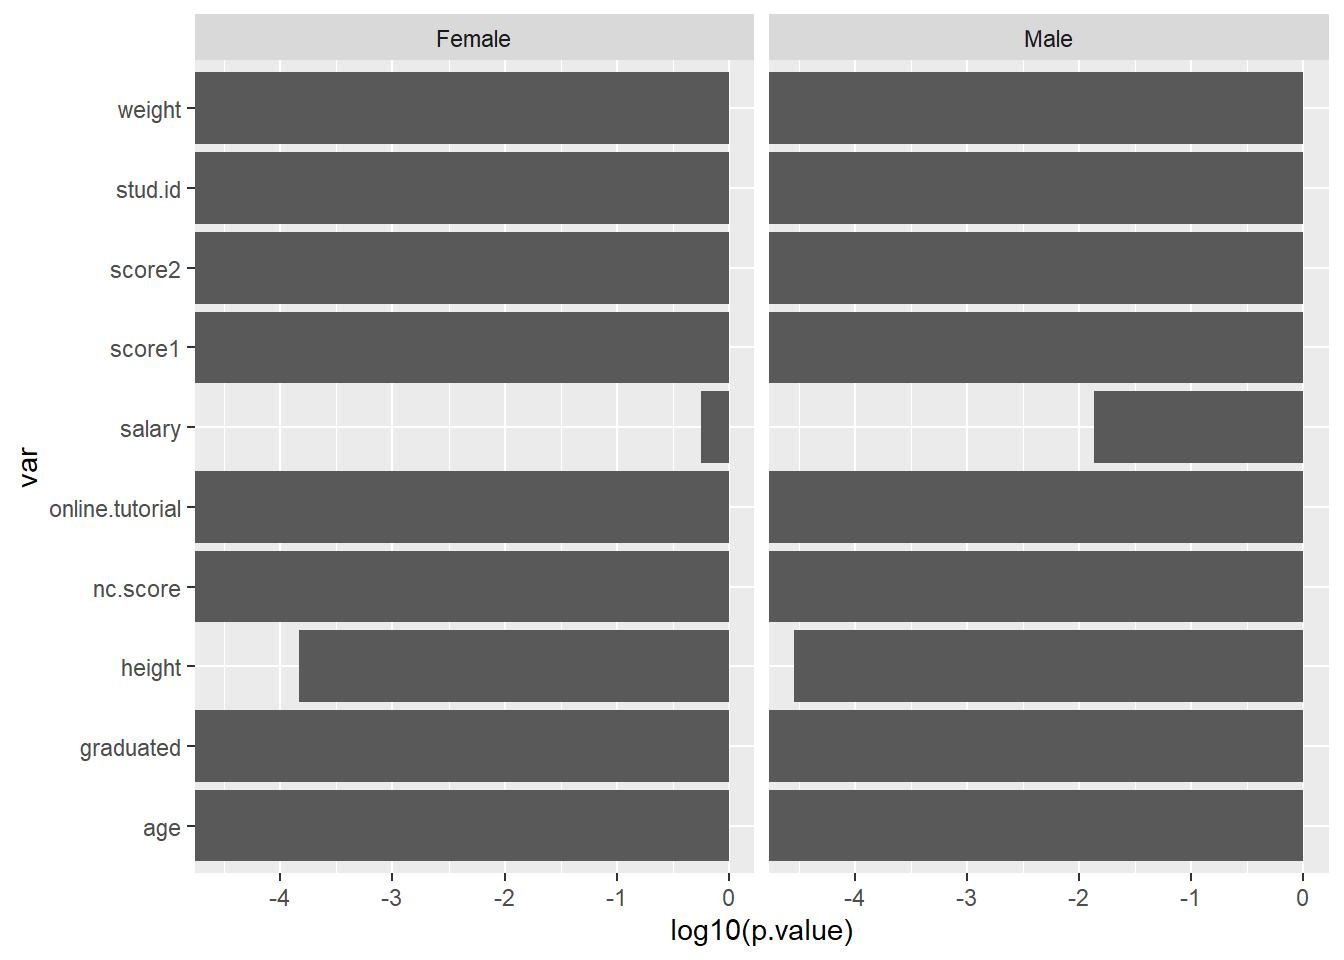 Female Male
weight
stud.id
score2
score1
salary
online.tutorial
nc.score
height
graduated
age
var
-4 -3 -2 -1 0 -4 -3 -2 -1 0
log10(p.value)